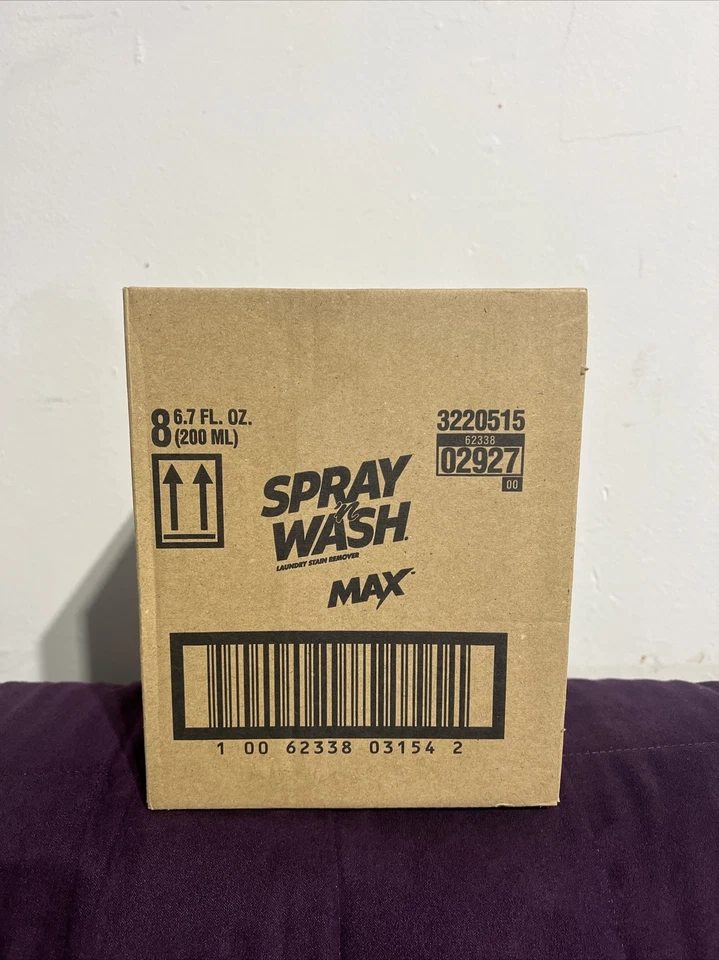 8 6.7 FL. OZ.
(200 ML)
3220515
62338
02927
00
SPRAY
'n
WASH®
LAUNDRY STAIN REMOVER
MAX™
1 00 62338 03154 2